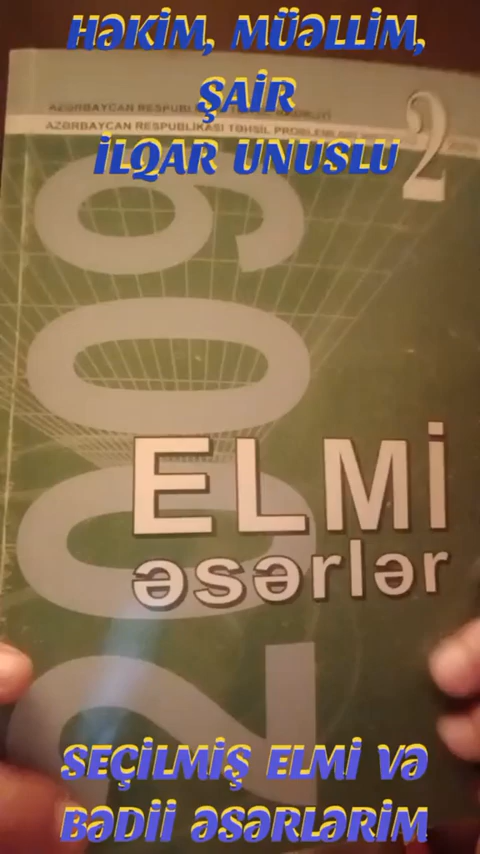 HƏKİM, MÜƏLLİM,
ŞAİR
İLQAR UNUSLU
AZƏRBAYCAN RESPUBLİKASI
AZƏRBAYCAN RESPUBLİKASI TƏHSİL PROBLEMLƏRİ
2
2009
ELMİ
əsərlər
SEÇİLMİŞ ELMİ VƏ
BƏDİİ ƏSƏRLƏRİM